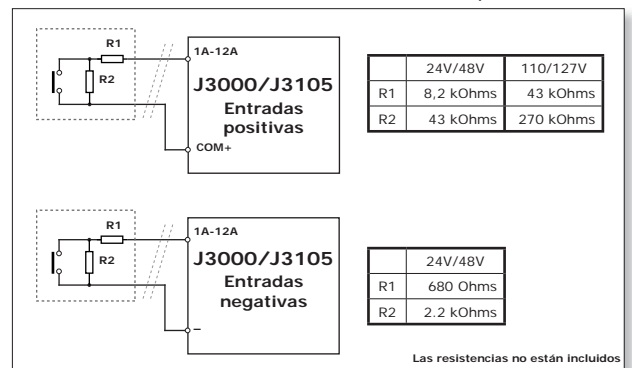 R1
R2
1A-12A
J3000/J3105
Entradas
positivas
COM+
24V/48V 110/127V
R1 8,2 kOhms 43 kOhms
R2 43 kOhms 270 kOhms
R1
R2
1A-12A
J3000/J3105
Entradas
negativas
–
24V/48V
R1 680 Ohms
R2 2.2 kOhms
Las resistencias no están incluidos